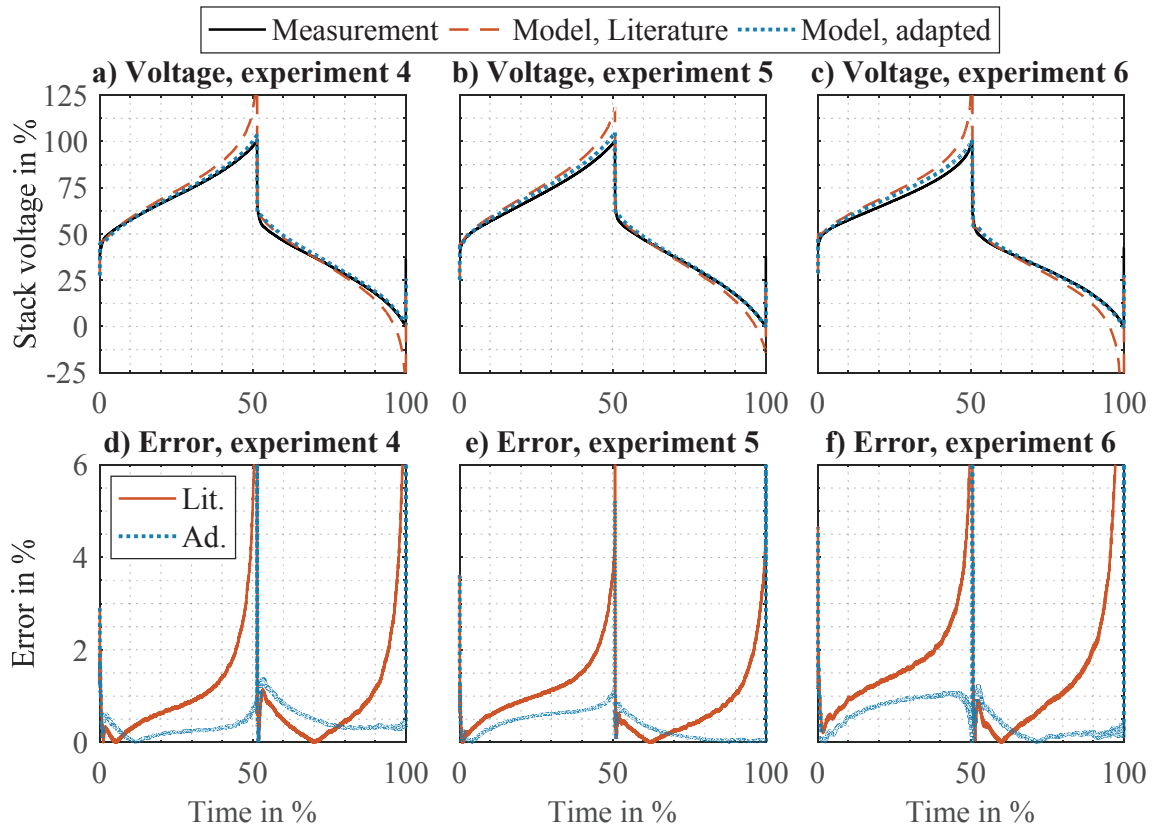 Measurement Model, Literature Model, adapted
a) Voltage, experiment 4 b) Voltage, experiment 5 c) Voltage, experiment 6
Stack voltage in %
125
100
75
50
25
0
-25
0 50 100 0 50 100 0 50 100
d) Error, experiment 4 e) Error, experiment 5 f) Error, experiment 6
Error in %
6
4
2
0
Lit.
Ad.
0 50 100 0 50 100 0 50 100
Time in % Time in % Time in %